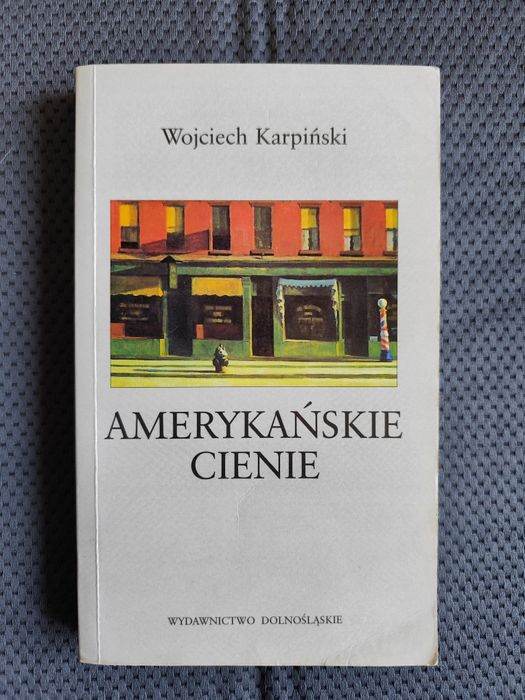 Wojciech Karpiński
AMERYKAŃSKIE
CIENIE
WYDAWNICTWO DOLNOŚLĄSKIE